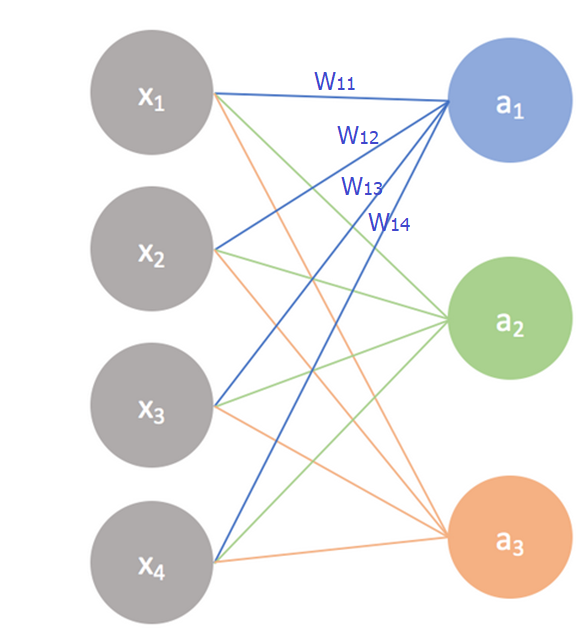 x₁
x₂
x₃
x₄
W₁₁
W₁₂
W₁₃
W₁₄
a₁
a₂
a₃